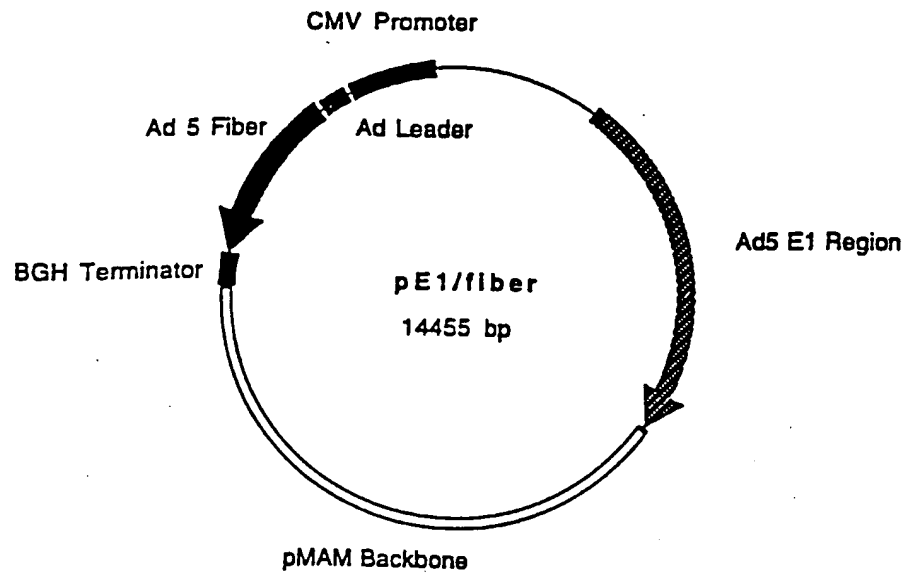 CMV Promoter
Ad 5 Fiber
Ad Leader
Ad5 E1 Region
BGH Terminator
pE1/fiber
14455 bp
pMAM Backbone